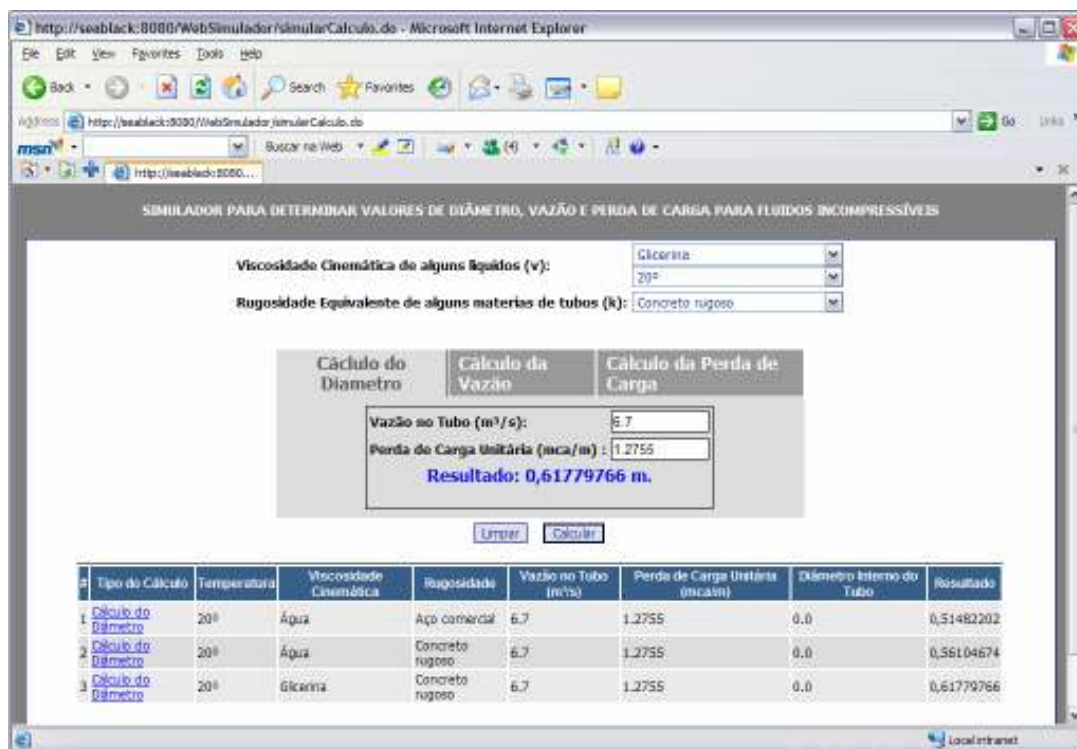 http://seablack:8080/WebSimulador/simularCalculo.do - Microsoft Internet Explorer
File Edit View Favorites Tools Help
Back Search Favorites
Address http://seablack:8080/WebSimulador/simularCalculo.do Go Links
msn Buscar na Web
http://seablack:8080...
SIMULADOR PARA DETERMINAR VALORES DE DIÂMETRO, VAZÃO E PERDA DE CARGA PARA FLUIDOS INCOMPRESSÍVEIS
Viscosidade Cinemática de alguns liquidos (v): Glicerina
20º
Rugosidade Equivalente de alguns materias de tubos (k): Concreto rugoso
Cáclulo do Diametro
Cálculo da Vazão
Cálculo da Perda de Carga
Vazão no Tubo (m³/s): 6.7
Perda de Carga Unitária (mca/m) : 1.2755
Resultado: 0,61779766 m.
Limpar Calcular
# Tipo do Cálculo Temperatura Viscosidade Cinemática Rugosidade Vazão no Tubo (m³/s) Perda de Carga Unitária (mca/m) Diâmetro Interno do Tubo Resultado
1 Cálculo do Diâmetro 20º Água Aço comercial 6.7 1.2755 0.0 0,51482202
2 Cálculo do Diâmetro 20º Água Concreto rugoso 6.7 1.2755 0.0 0,56104674
3 Cálculo do Diâmetro 20º Glicerina Concreto rugoso 6.7 1.2755 0.0 0,61779766
Local intranet